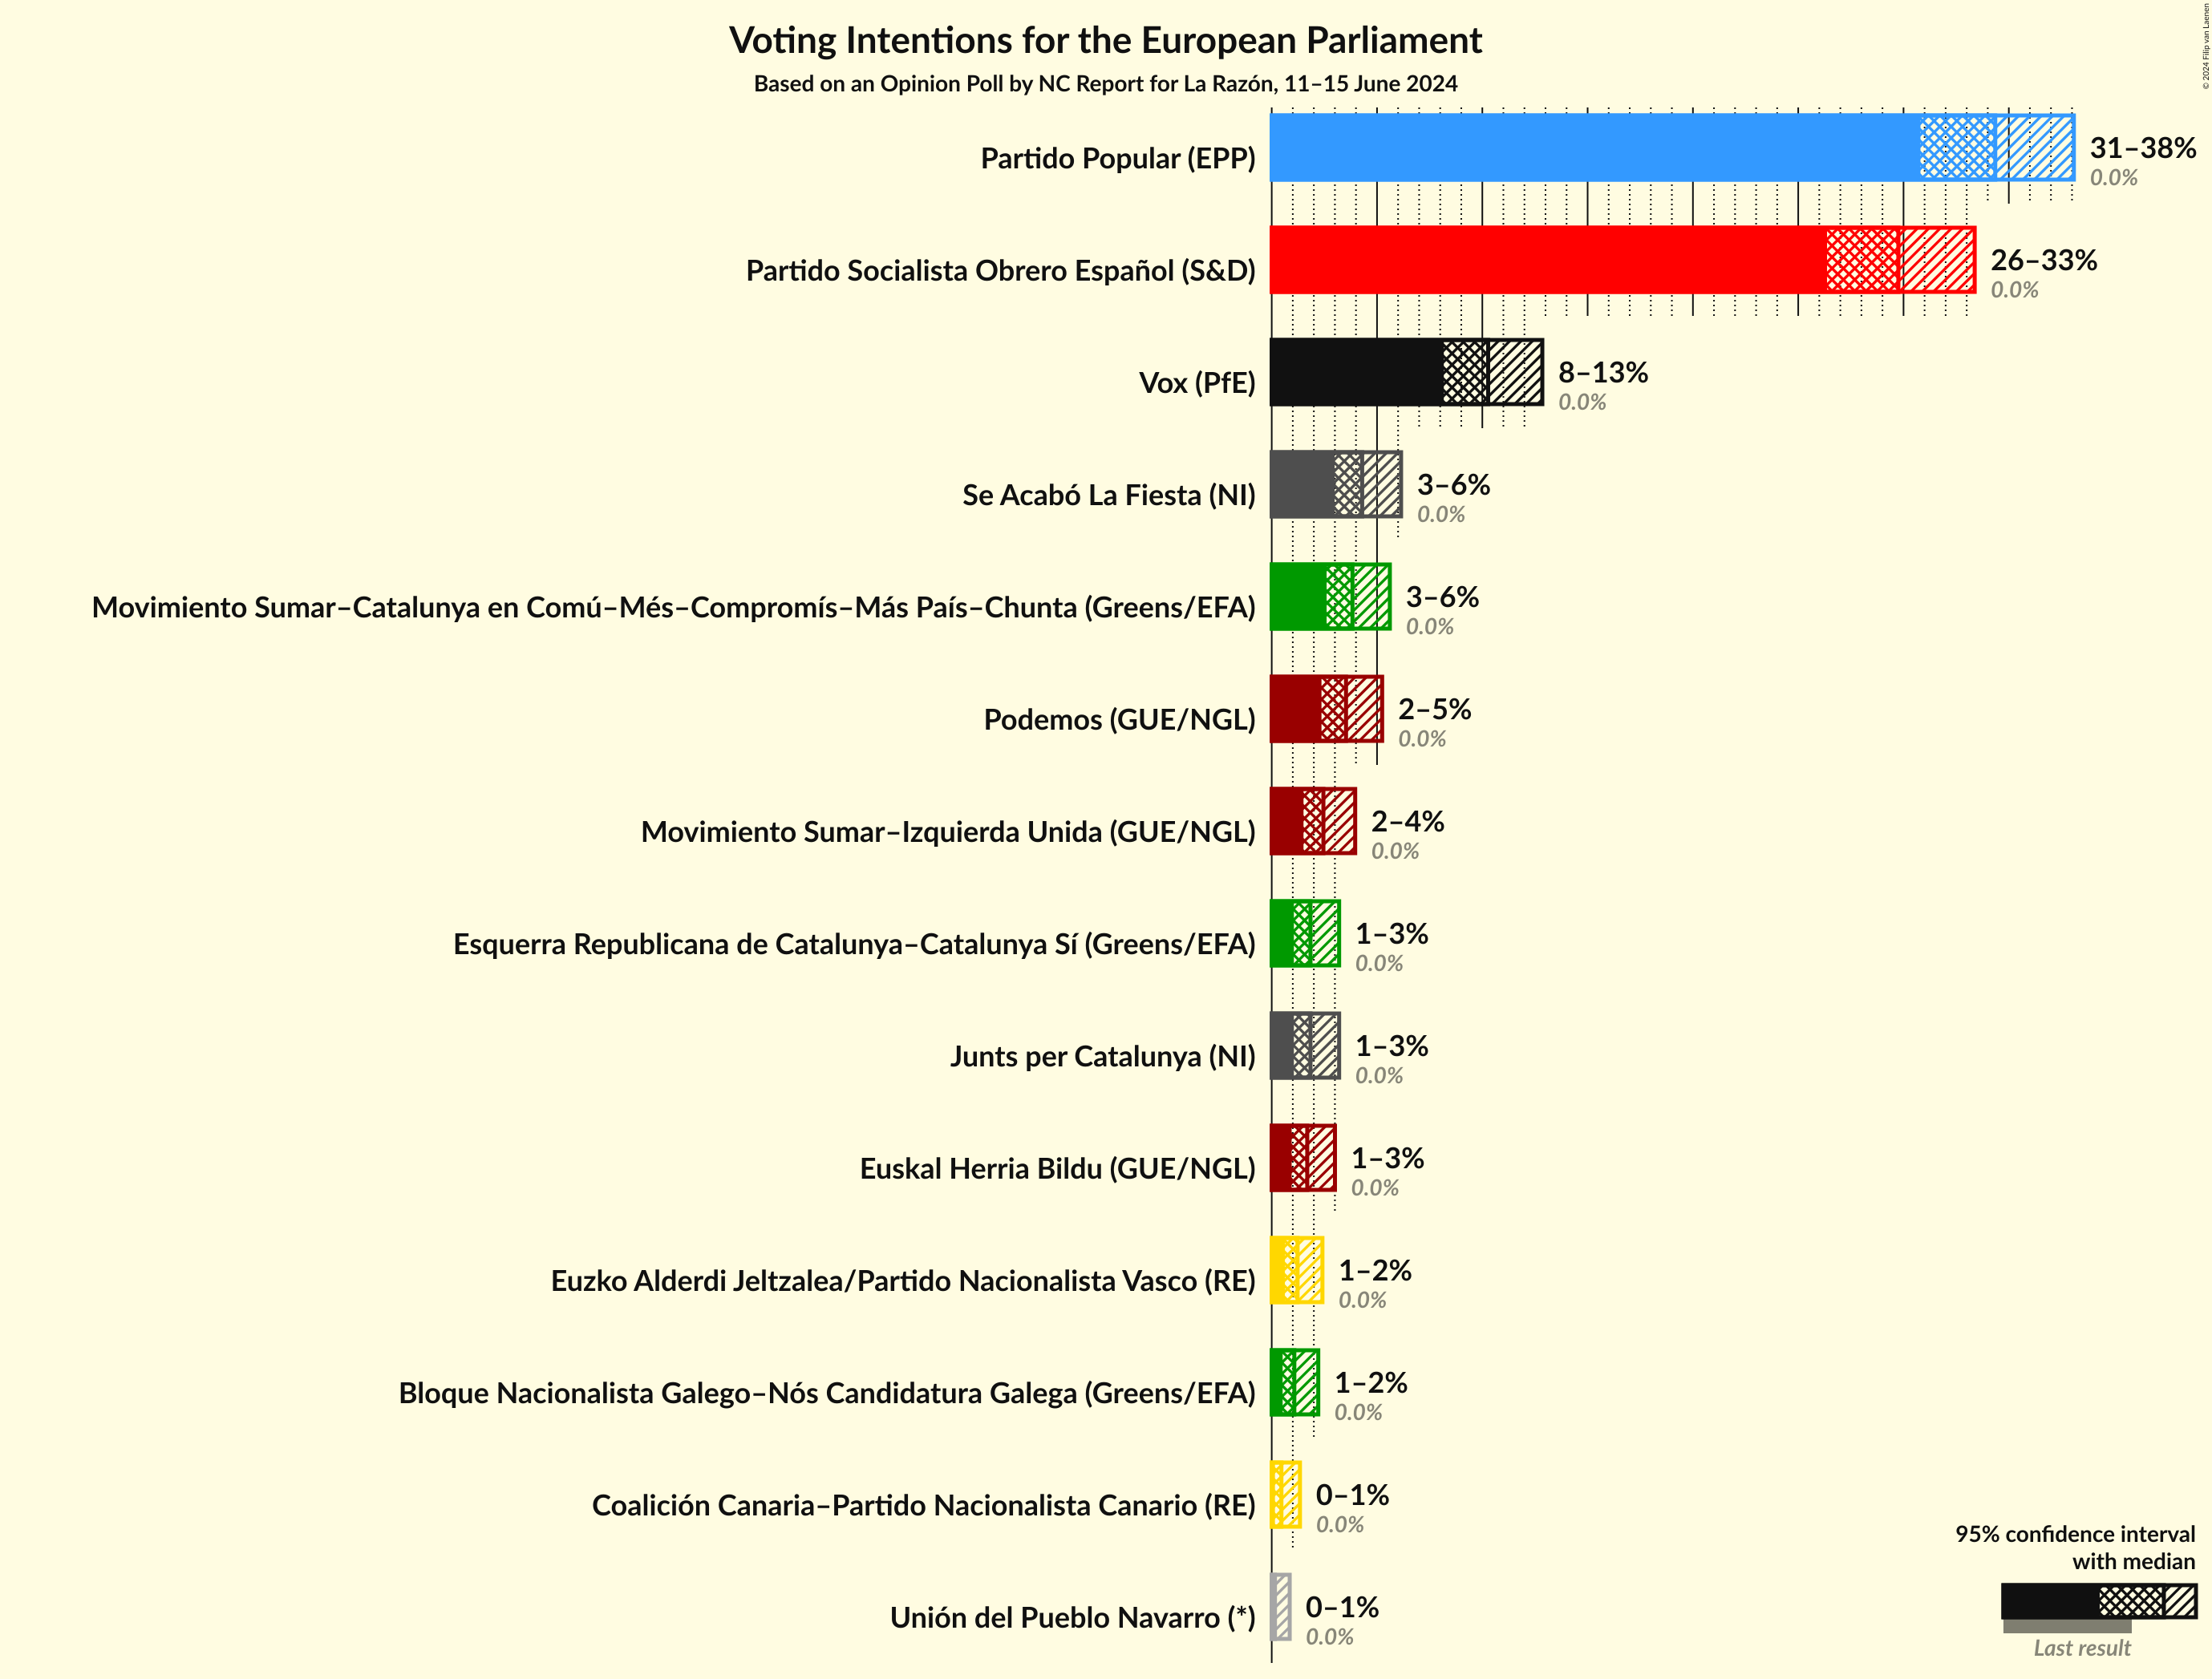 Voting Intentions for the European Parliament
Based on an Opinion Poll by NC Report for La Razón, 11–15 June 2024
© 2024 Filip van Laenen
Partido Popular (EPP)
31–38%
0.0%
Partido Socialista Obrero Español (S&D)
26–33%
0.0%
Vox (PfE)
8–13%
0.0%
Se Acabó La Fiesta (NI)
3–6%
0.0%
Movimiento Sumar–Catalunya en Comú–Més–Compromís–Más País–Chunta (Greens/EFA)
3–6%
0.0%
Podemos (GUE/NGL)
2–5%
0.0%
Movimiento Sumar–Izquierda Unida (GUE/NGL)
2–4%
0.0%
Esquerra Republicana de Catalunya–Catalunya Sí (Greens/EFA)
1–3%
0.0%
Junts per Catalunya (NI)
1–3%
0.0%
Euskal Herria Bildu (GUE/NGL)
1–3%
0.0%
Euzko Alderdi Jeltzalea/Partido Nacionalista Vasco (RE)
1–2%
0.0%
Bloque Nacionalista Galego–Nós Candidatura Galega (Greens/EFA)
1–2%
0.0%
Coalición Canaria–Partido Nacionalista Canario (RE)
0–1%
0.0%
Unión del Pueblo Navarro (*)
0–1%
0.0%
95% confidence interval
with median
Last result